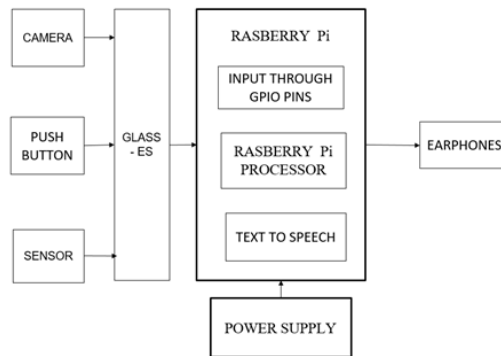 CAMERA
PUSH
BUTTON
SENSOR
GLASS
- ES
RASBERRY Pi
INPUT THROUGH
GPIO PINS
RASBERRY Pi
PROCESSOR
TEXT TO SPEECH
EARPHONES
POWER SUPPLY